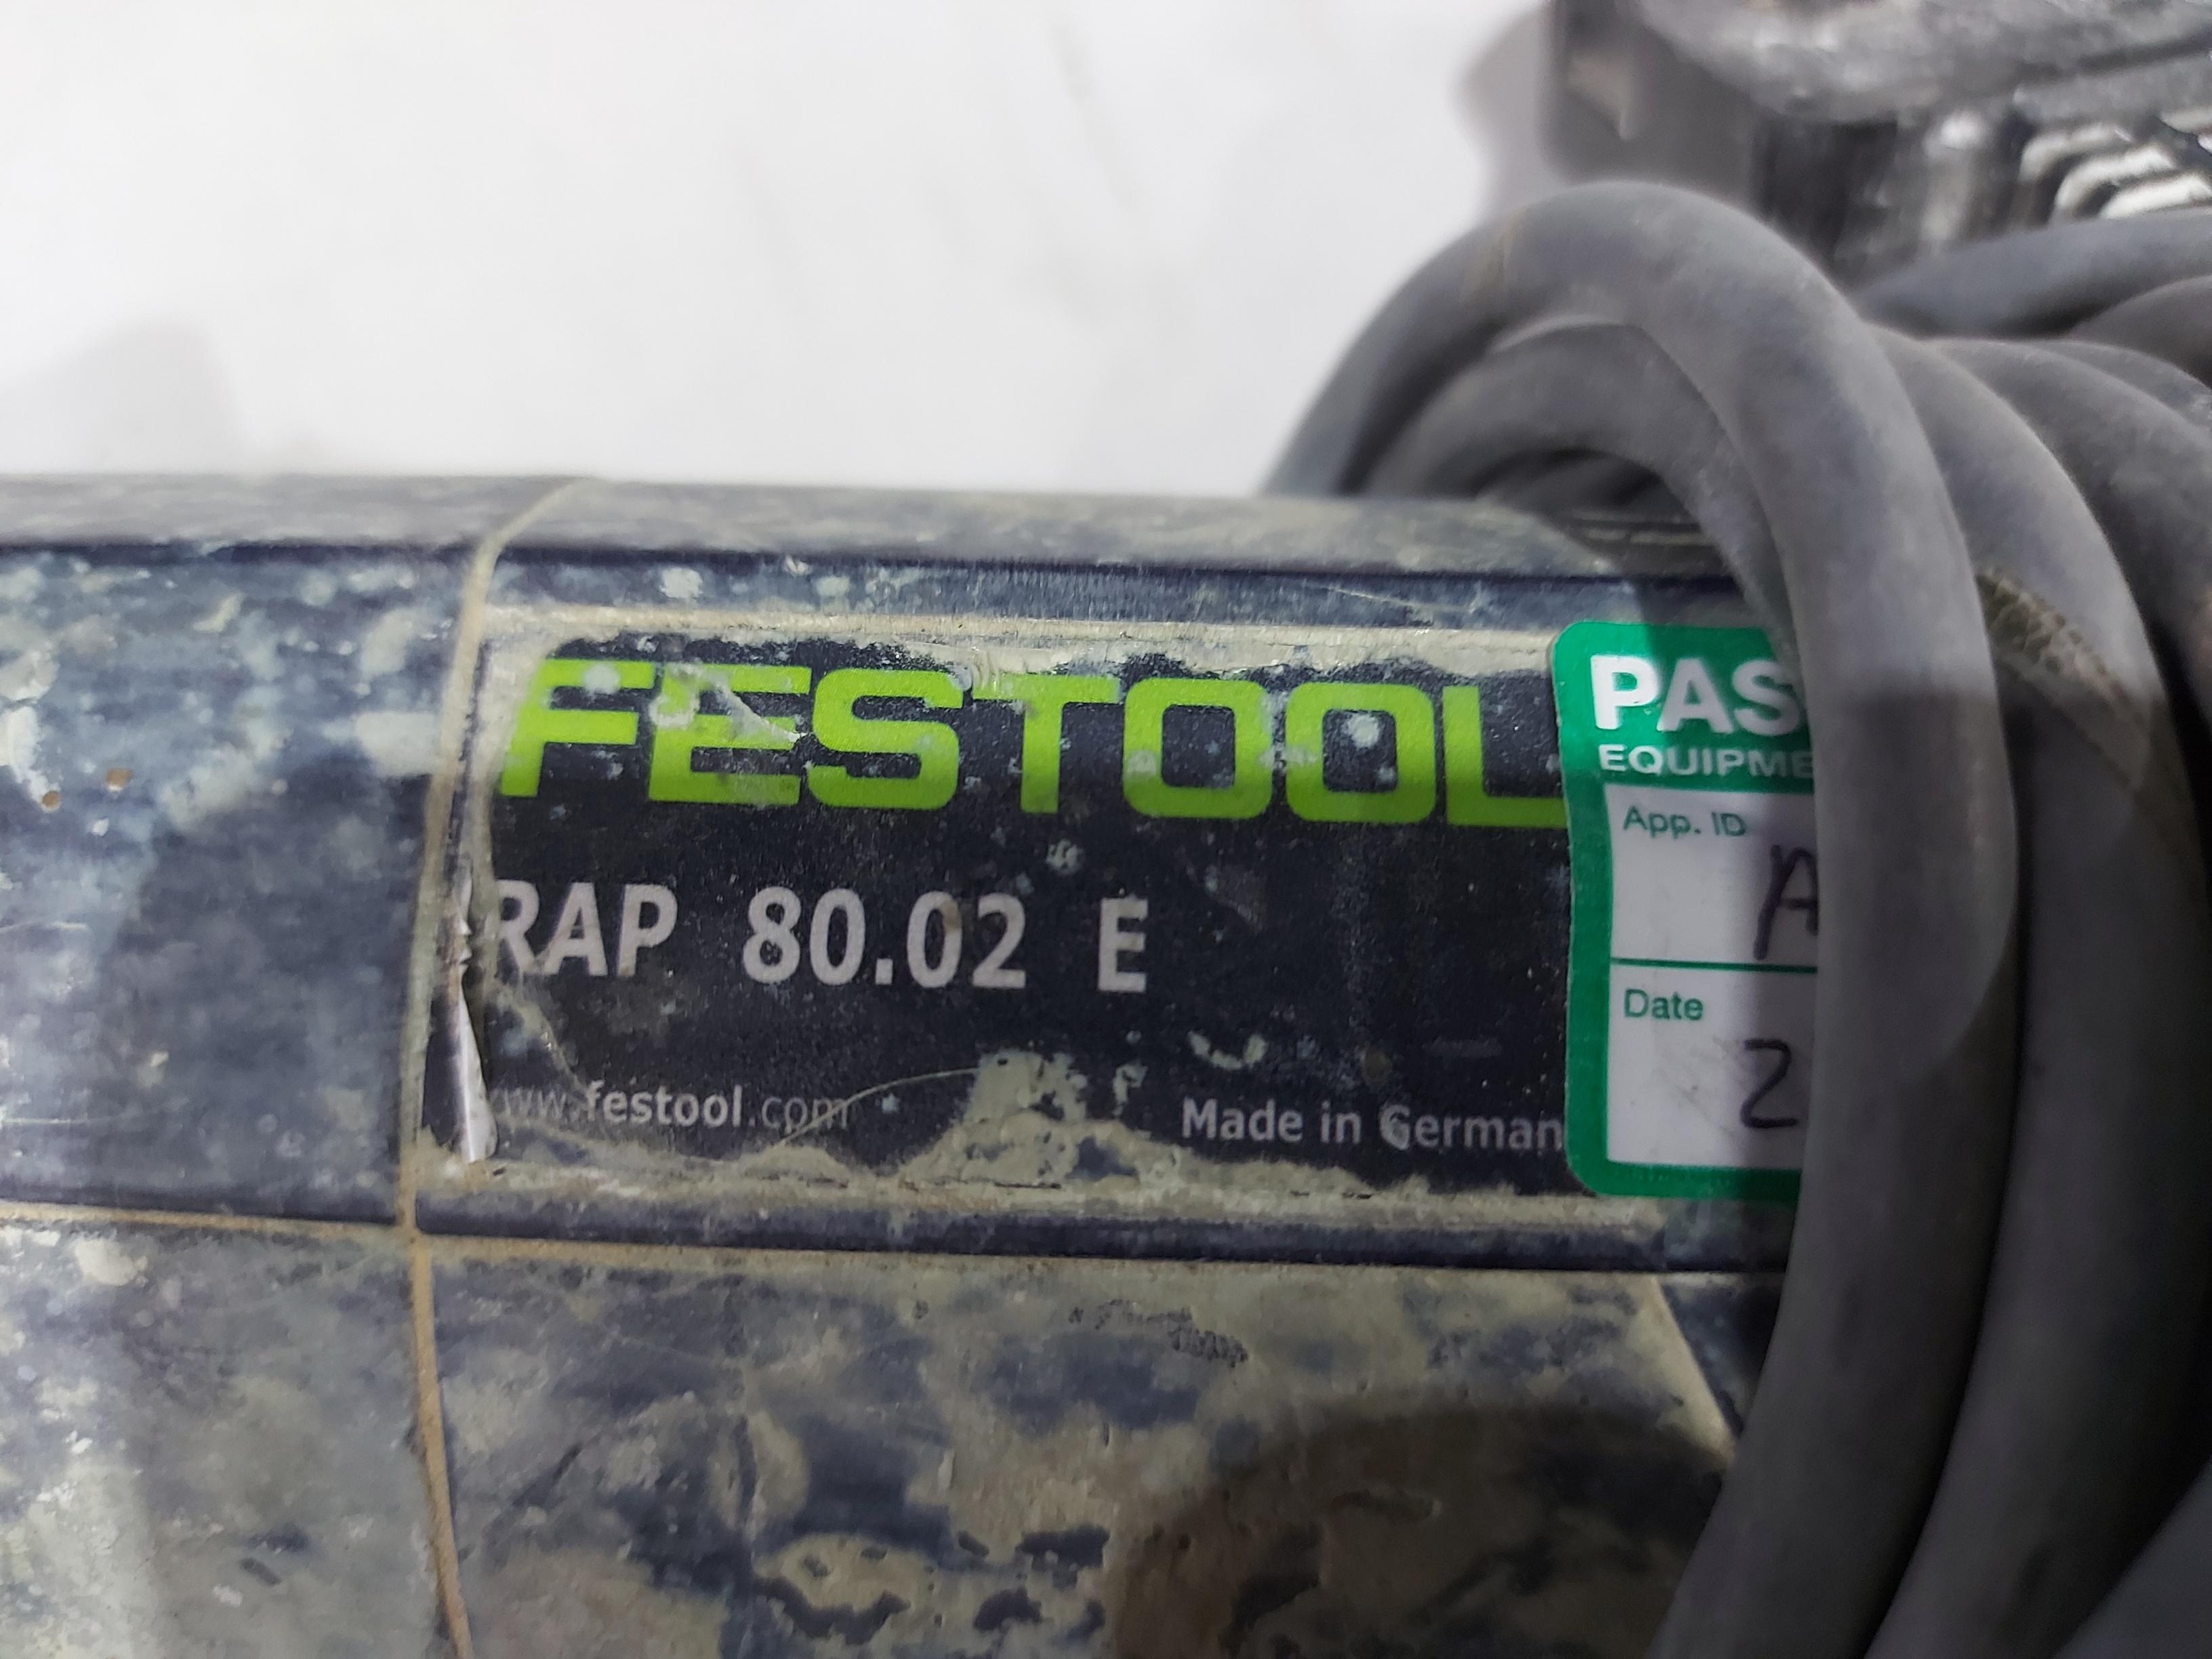 FESTOOL
RAP 80.02 E
www.festool.com
Made in German
PAS
EQUIPME
App. ID
A
Date
2